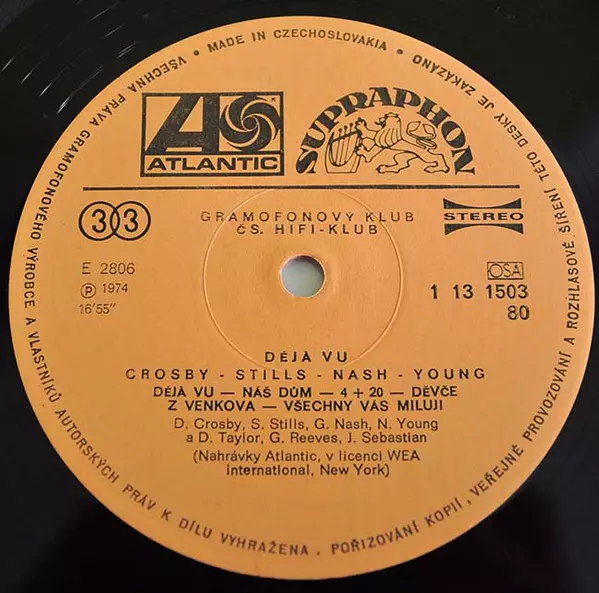 VŠECHNA PRÁVA GRAMOFONOVÉHO VÝROBCE A VLASTNÍKŮ AUTORSKÝCH PRÁV K DÍLU VYHRAŽENA. POŘIZOVÁNÍ KOPIÍ, VEŘEJNÉ PROVOZOVÁNÍ A ROZHLASOVÉ ŠÍŘENÍ TÉTO DESKY JE ZAKÁZÁNO • MADE IN CZECHOSLOVAKIA •
ATLANTIC
SUPRAPHON
33
GRAMOFONOVÝ KLUB
ČS. HIFI-KLUB
STEREO
E 2806
Ⓟ 1974
16′55″
OSA
1 13 1503
80
DÉJÀ VU
CROSBY - STILLS - NASH - YOUNG
DÉJÀ VU — NÁŠ DŮM — 4 + 20 — DĚVČE
Z VENKOVA — VŠECHNY VÁS MILUJI
D. Crosby, S. Stills, G. Nash, N. Young
a D. Taylor, G. Reeves, J. Sebastian
(Nahrávky Atlantic, v licenci WEA
International, New York)